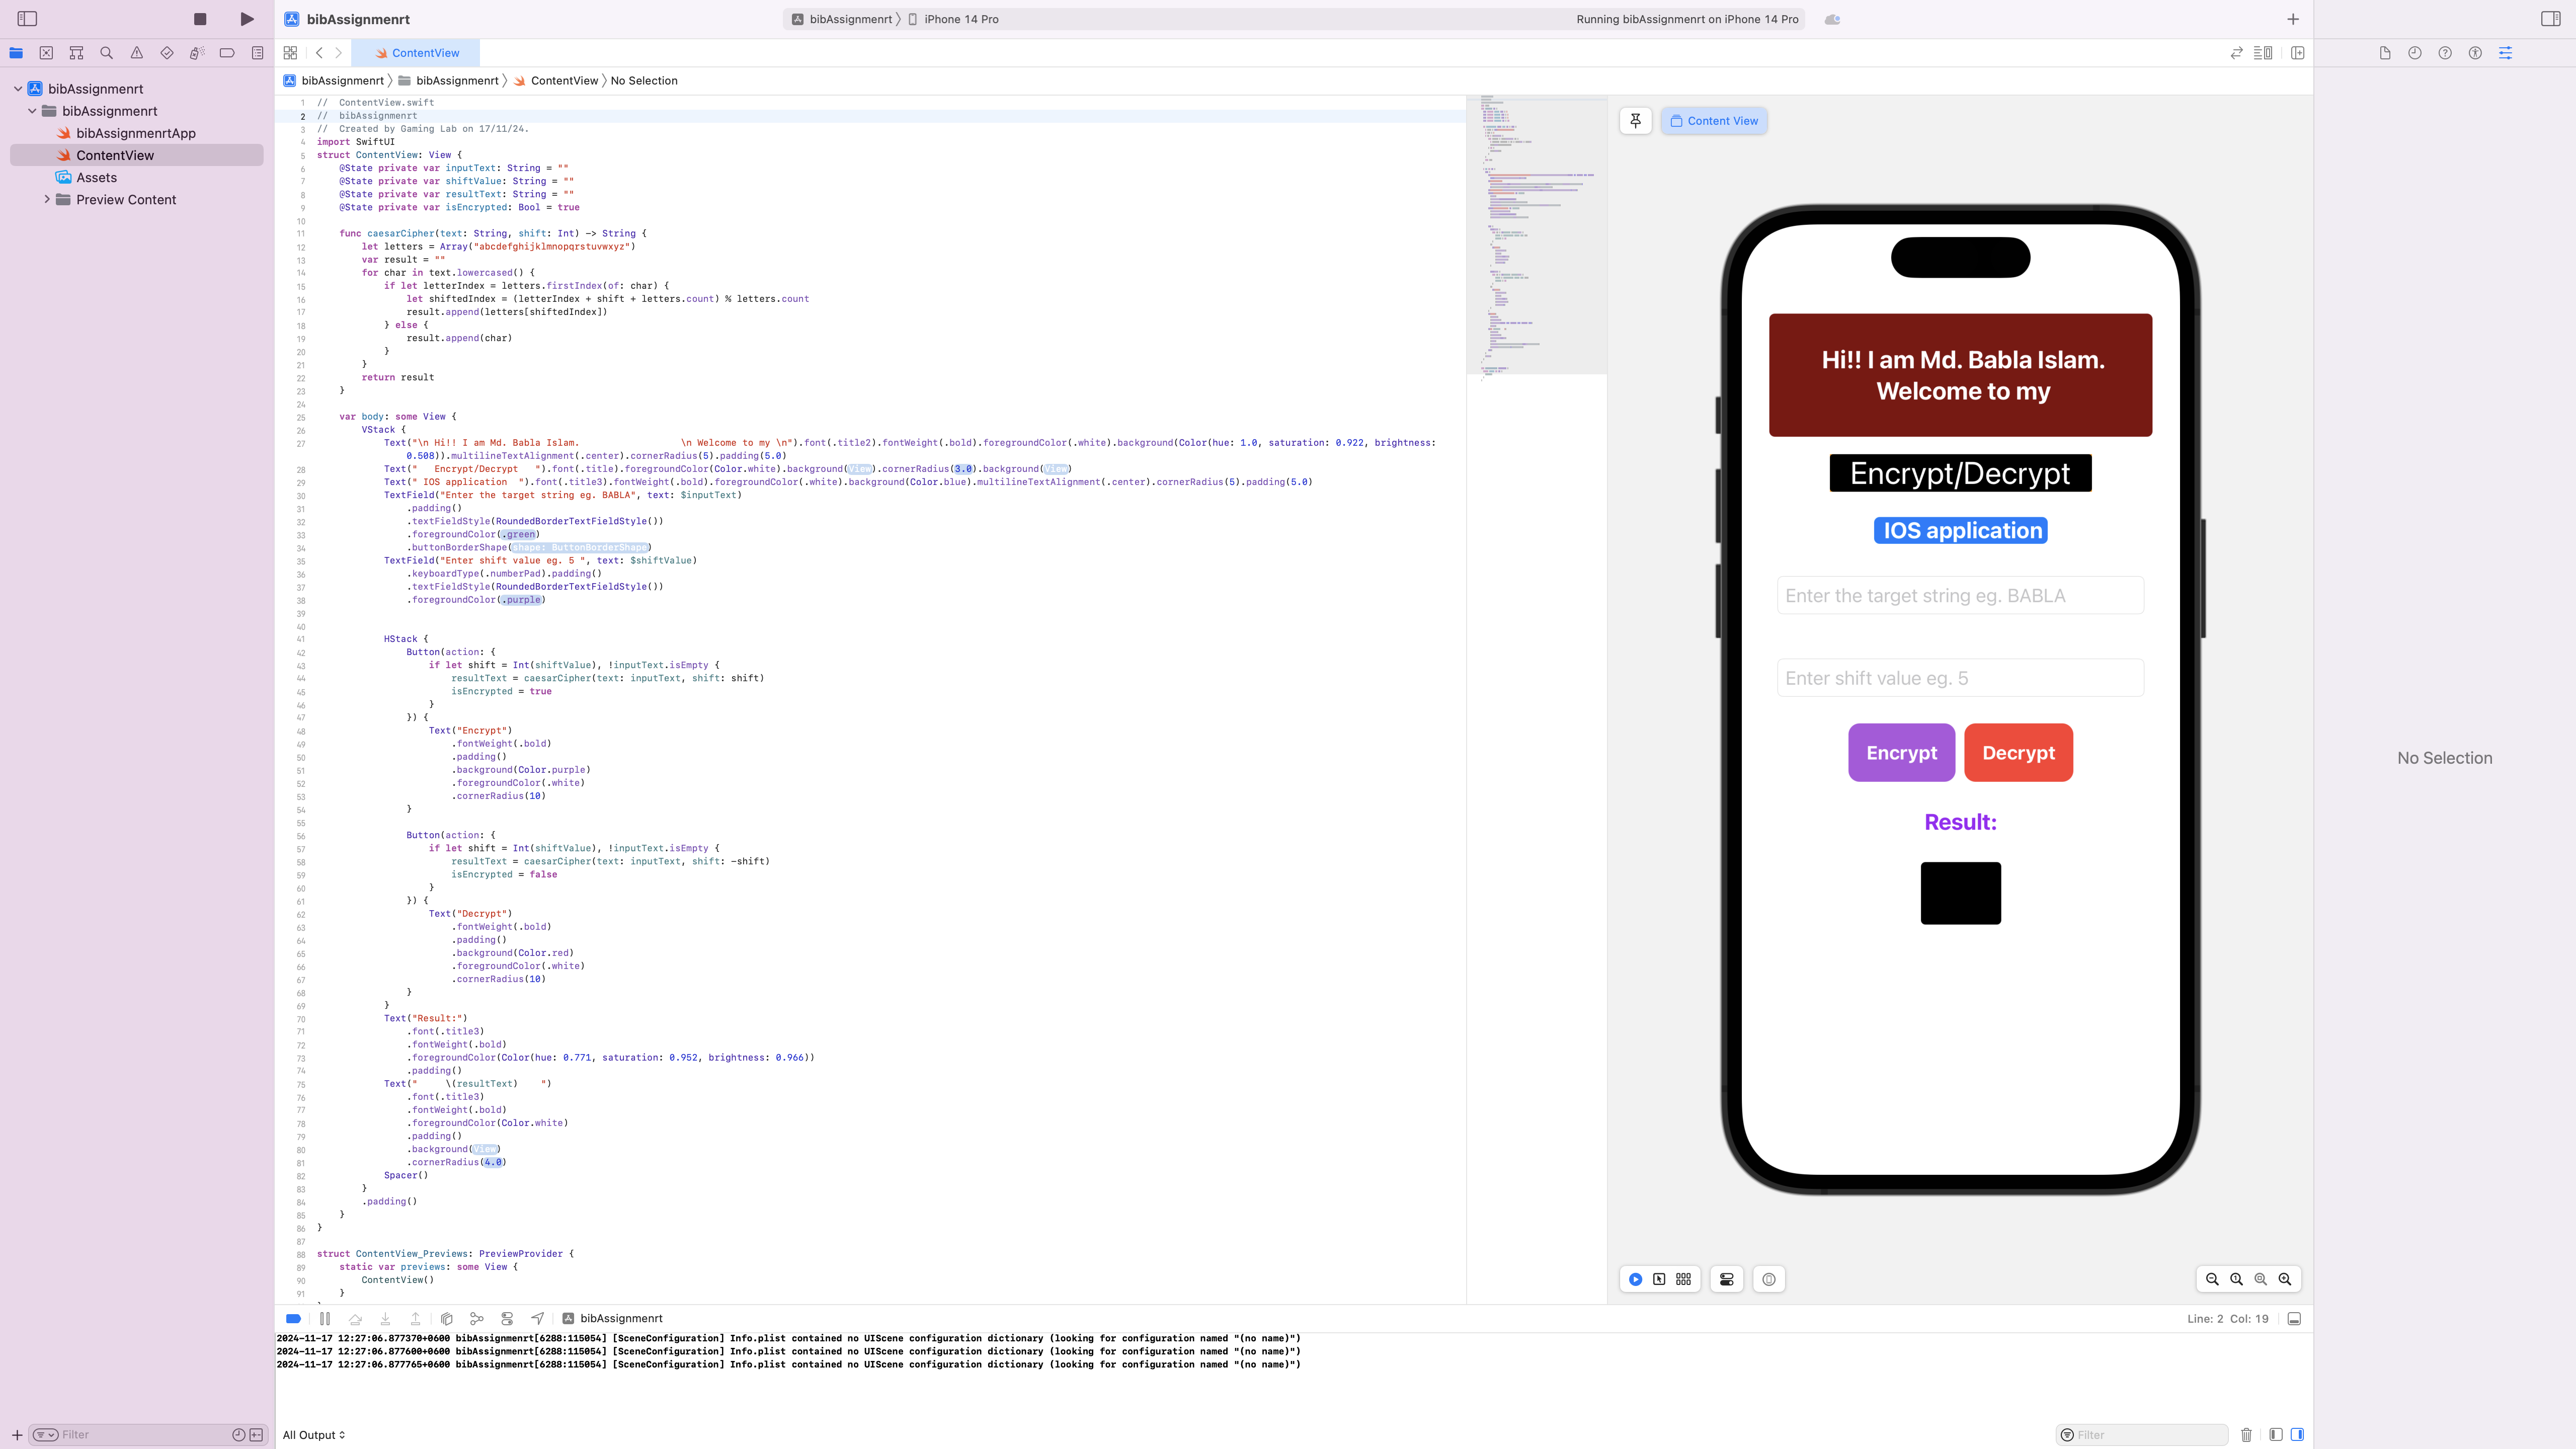 bibAssignmenrt
bibAssignmenrt 〉 iPhone 14 Pro
Running bibAssignmenrt on iPhone 14 Pro
ContentView
bibAssignmenrt 〉 bibAssignmenrt 〉 ContentView 〉 No Selection
bibAssignmenrt
bibAssignmenrt
bibAssignmenrtApp
ContentView
Assets
Preview Content
1 //  ContentView.swift
2 //  bibAssignmenrt
3 //  Created by Gaming Lab on 17/11/24.
4 import SwiftUI
5 struct ContentView: View {
6     @State private var inputText: String = ""
7     @State private var shiftValue: String = ""
8     @State private var resultText: String = ""
9     @State private var isEncrypted: Bool = true
10
11     func caesarCipher(text: String, shift: Int) -> String {
12         let letters = Array("abcdefghijklmnopqrstuvwxyz")
13         var result = ""
14         for char in text.lowercased() {
15             if let letterIndex = letters.firstIndex(of: char) {
16                 let shiftedIndex = (letterIndex + shift + letters.count) % letters.count
17                 result.append(letters[shiftedIndex])
18             } else {
19                 result.append(char)
20             }
21         }
22         return result
23     }
24
25     var body: some View {
26         VStack {
27             Text("\n Hi!! I am Md. Babla Islam.                  \n Welcome to my \n").font(.title2).fontWeight(.bold).foregroundColor(.white).background(Color(hue: 1.0, saturation: 0.922, brightness:
                0.508)).multilineTextAlignment(.center).cornerRadius(5).padding(5.0)
28             Text("   Encrypt/Decrypt   ").font(.title).foregroundColor(Color.white).background(View).cornerRadius(3.0).background(View)
29             Text(" IOS application  ").font(.title3).fontWeight(.bold).foregroundColor(.white).background(Color.blue).multilineTextAlignment(.center).cornerRadius(5).padding(5.0)
30             TextField("Enter the target string eg. BABLA", text: $inputText)
31                 .padding()
32                 .textFieldStyle(RoundedBorderTextFieldStyle())
33                 .foregroundColor(.green)
34                 .buttonBorderShape(shape: ButtonBorderShape)
35             TextField("Enter shift value eg. 5 ", text: $shiftValue)
36                 .keyboardType(.numberPad).padding()
37                 .textFieldStyle(RoundedBorderTextFieldStyle())
38                 .foregroundColor(.purple)
39
40
41             HStack {
42                 Button(action: {
43                     if let shift = Int(shiftValue), !inputText.isEmpty {
44                         resultText = caesarCipher(text: inputText, shift: shift)
45                         isEncrypted = true
46                     }
47                 }) {
48                     Text("Encrypt")
49                         .fontWeight(.bold)
50                         .padding()
51                         .background(Color.purple)
52                         .foregroundColor(.white)
53                         .cornerRadius(10)
54                 }
55
56                 Button(action: {
57                     if let shift = Int(shiftValue), !inputText.isEmpty {
58                         resultText = caesarCipher(text: inputText, shift: -shift)
59                         isEncrypted = false
60                     }
61                 }) {
62                     Text("Decrypt")
63                         .fontWeight(.bold)
64                         .padding()
65                         .background(Color.red)
66                         .foregroundColor(.white)
67                         .cornerRadius(10)
68                 }
69             }
70             Text("Result:")
71                 .font(.title3)
72                 .fontWeight(.bold)
73                 .foregroundColor(Color(hue: 0.771, saturation: 0.952, brightness: 0.966))
74                 .padding()
75             Text("     \(resultText)    ")
76                 .font(.title3)
77                 .fontWeight(.bold)
78                 .foregroundColor(Color.white)
79                 .padding()
80                 .background(View)
81                 .cornerRadius(4.0)
82             Spacer()
83         }
84         .padding()
85     }
86 }
87
88 struct ContentView_Previews: PreviewProvider {
89     static var previews: some View {
90         ContentView()
91     }
Content View
Hi!! I am Md. Babla Islam.
Welcome to my
Encrypt/Decrypt
IOS application
Enter the target string eg. BABLA
Enter shift value eg. 5
Encrypt
Decrypt
Result:
No Selection
bibAssignmenrt
Line: 2  Col: 19
2024-11-17 12:27:06.877370+0600 bibAssignmenrt[6288:115054] [SceneConfiguration] Info.plist contained no UIScene configuration dictionary (looking for configuration named "(no name)")
2024-11-17 12:27:06.877600+0600 bibAssignmenrt[6288:115054] [SceneConfiguration] Info.plist contained no UIScene configuration dictionary (looking for configuration named "(no name)")
2024-11-17 12:27:06.877765+0600 bibAssignmenrt[6288:115054] [SceneConfiguration] Info.plist contained no UIScene configuration dictionary (looking for configuration named "(no name)")
Filter
All Output
Filter